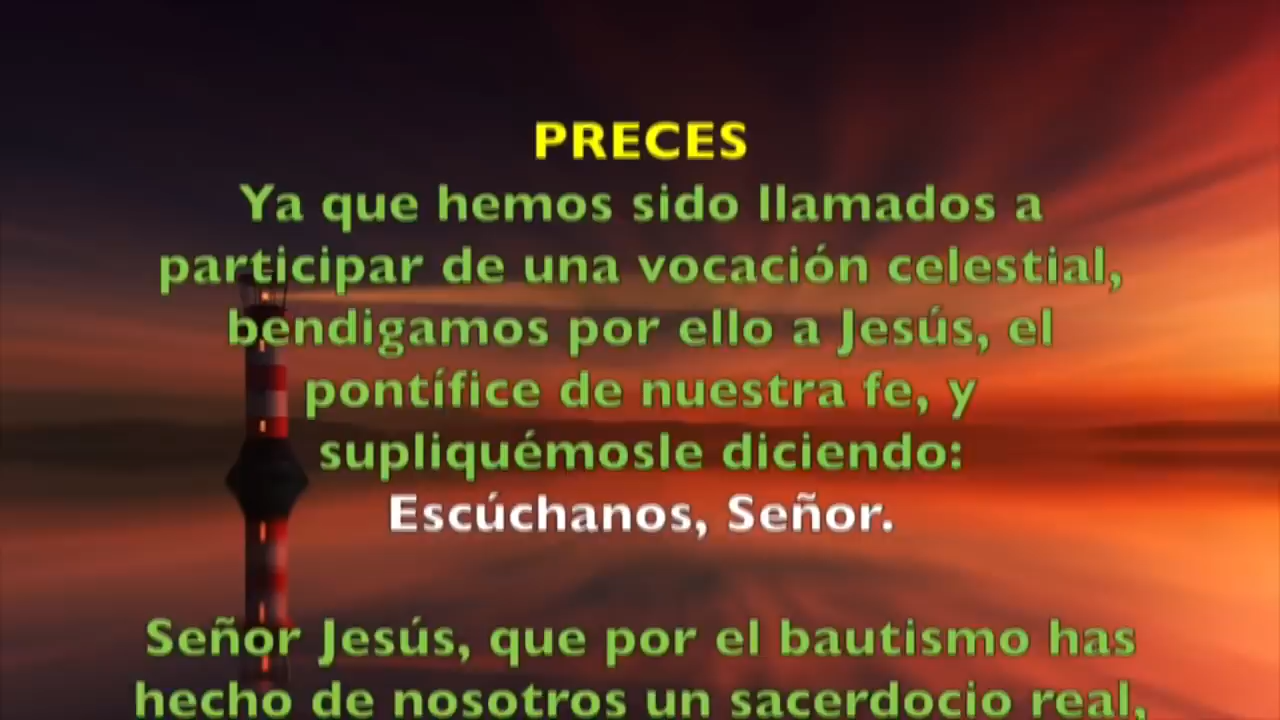 PRECES
Ya que hemos sido llamados a
participar de una vocación celestial,
bendigamos por ello a Jesús, el
pontífice de nuestra fe, y
supliquémosle diciendo:
Escúchanos, Señor.
Señor Jesús, que por el bautismo has
hecho de nosotros un sacerdocio real,